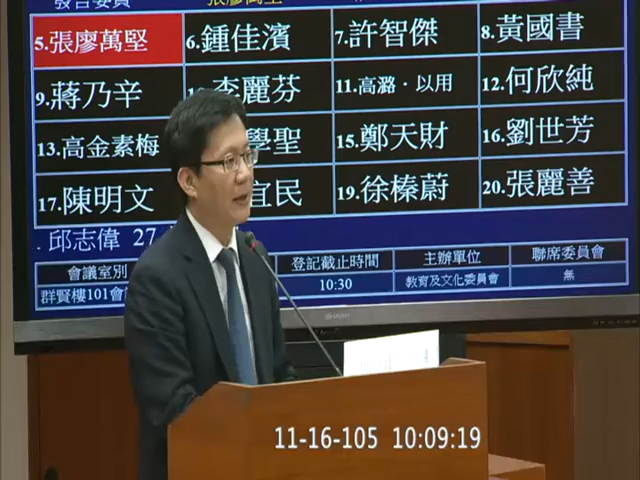 發言委員 張廖萬堅
5.張廖萬堅 6.鍾佳濱 7.許智傑 8.黃國書
9.蔣乃辛 李麗芬 11.高潞．以用 12.何欣純
13.高金素梅 學聖 15.鄭天財 16.劉世芳
17.陳明文 宜民 19.徐榛蔚 20.張麗善
. 邱志偉 27
會議室別 登記截止時間 主辦單位 聯席委員會
群賢樓101會 10:30 教育及文化委員會 無
SHARP
11-16-105 10:09:19